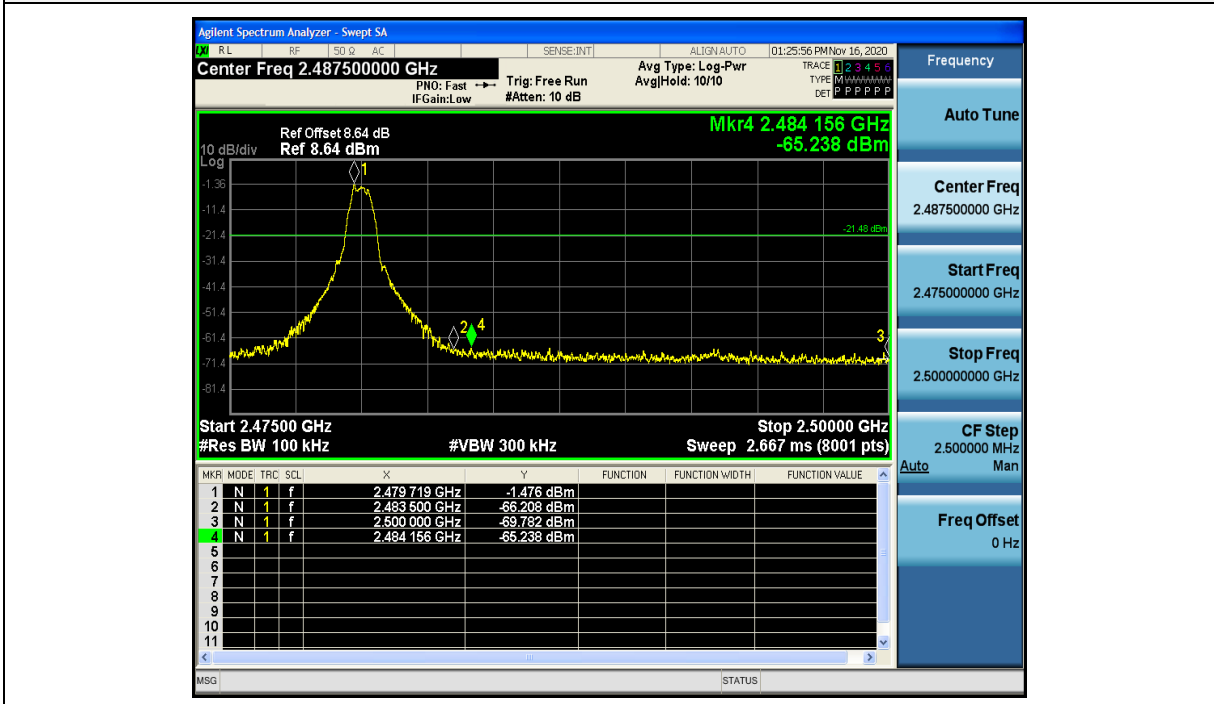 Agilent Spectrum Analyzer - Swept SA
LXI RL RF 50 Ω AC SENSE:INT ALIGN AUTO 01:25:56 PM Nov 16, 2020
Center Freq 2.487500000 GHz
PNO: Fast
IFGain:Low
Trig: Free Run
#Atten: 10 dB
Avg Type: Log-Pwr
Avg|Hold: 10/10
TRACE 1 2 3 4 5 6
TYPE M WWWWW
DET P P P P P P
Mkr4 2.484 156 GHz
-65.238 dBm
Ref Offset 8.64 dB
10 dB/div Ref 8.64 dBm
Log
1
-1.36
-11.4
-21.4
-21.48 dBm
-31.4
-41.4
-51.4
-61.4
2 4 3
-71.4
-81.4
Start 2.47500 GHz Stop 2.50000 GHz
#Res BW 100 kHz #VBW 300 kHz Sweep 2.667 ms (8001 pts)
MKR MODE TRC SCL X Y FUNCTION FUNCTION WIDTH FUNCTION VALUE
1 N 1 f 2.479 719 GHz -1.476 dBm
2 N 1 f 2.483 500 GHz -66.208 dBm
3 N 1 f 2.500 000 GHz -69.782 dBm
4 N 1 f 2.484 156 GHz -65.238 dBm
5
6
7
8
9
10
11
MSG STATUS
Frequency
Auto Tune
Center Freq
2.487500000 GHz
Start Freq
2.475000000 GHz
Stop Freq
2.500000000 GHz
CF Step
2.500000 MHz
Auto Man
Freq Offset
0 Hz